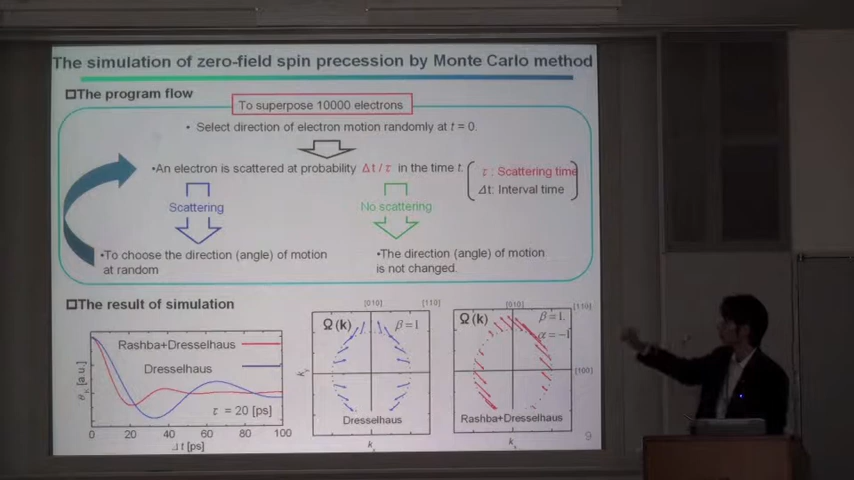 The simulation of zero-field spin precession by Monte Carlo method
The program flow
To superpose 10000 electrons
• Select direction of electron motion randomly at t = 0.
•An electron is scattered at probability Δt / τ in the time t.
τ : Scattering time
Δt: Interval time
Scattering
No scattering
•To choose the direction (angle) of motion
at random
•The direction (angle) of motion
is not changed.
The result of simulation
Rashba+Dresselhaus
Dresselhaus
τ = 20 [ps]
0 20 40 60 80 100
Δt [ps]
[010] [110]
Ω(k) β=1
Dresselhaus
[010] [110]
Ω(k) β=1
α=-1
[100]
Rashba+Dresselhaus
9